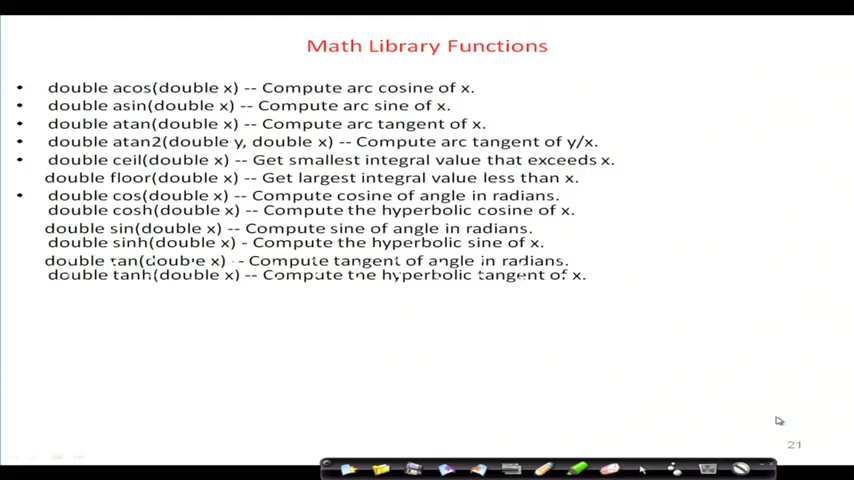 Math Library Functions
• double acos(double x) -- Compute arc cosine of x.
• double asin(double x) -- Compute arc sine of x.
• double atan(double x) -- Compute arc tangent of x.
• double atan2(double y, double x) -- Compute arc tangent of y/x.
• double ceil(double x) -- Get smallest integral value that exceeds x.
double floor(double x) -- Get largest integral value less than x.
• double cos(double x) -- Compute cosine of angle in radians.
double cosh(double x) -- Compute the hyperbolic cosine of x.
double sin(double x) -- Compute sine of angle in radians.
double sinh(double x) - Compute the hyperbolic sine of x.
double tan(double x) -- Compute tangent of angle in radians.
double tanh(double x) -- Compute the hyperbolic tangent of x.
21